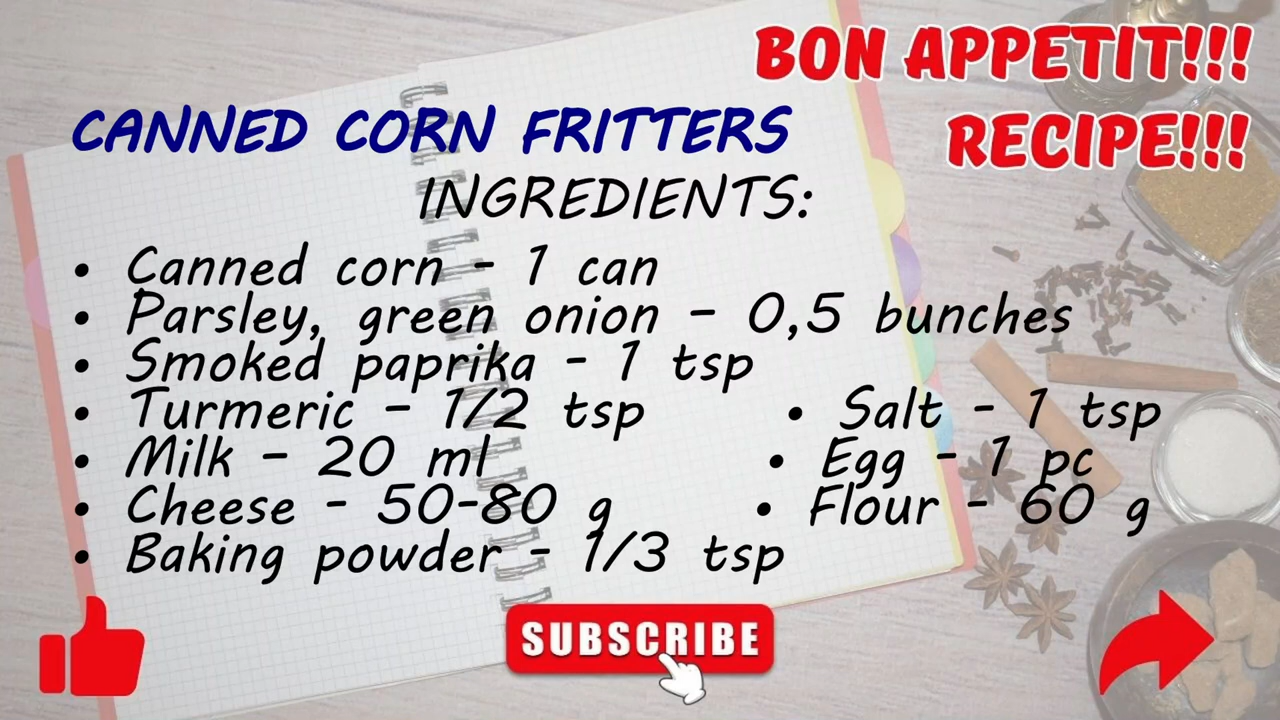 BON APPETIT!!!
RECIPE!!!
CANNED CORN FRITTERS
INGREDIENTS:
• Canned corn - 1 can
• Parsley, green onion - 0,5 bunches
• Smoked paprika - 1 tsp
• Turmeric - 1/2 tsp • Salt - 1 tsp
• Milk - 20 ml • Egg - 1 pc
• Cheese - 50-80 g • Flour - 60 g
• Baking powder - 1/3 tsp
SUBSCRIBE